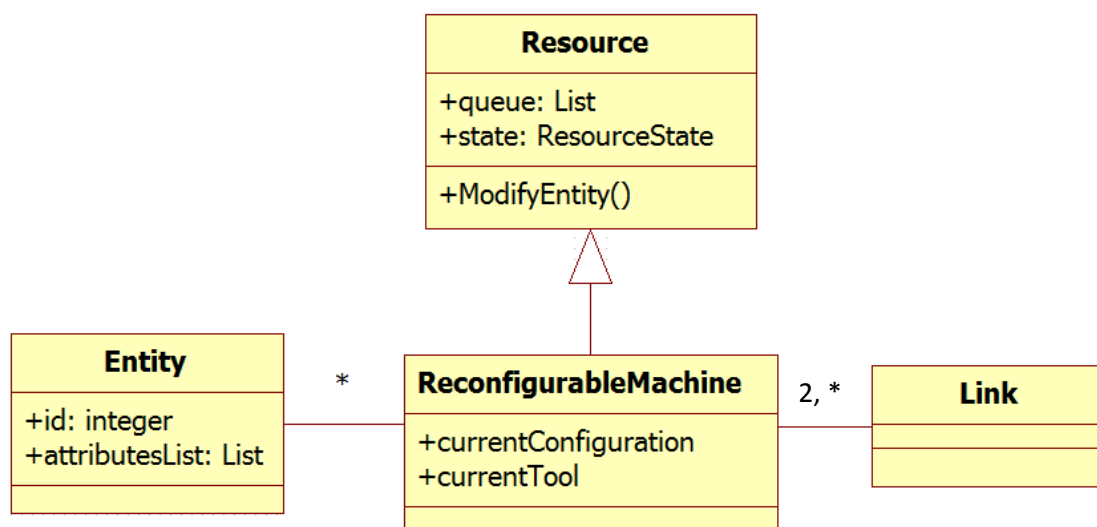 Resource
+queue: List
+state: ResourceState
+ModifyEntity()
Entity
+id: integer
+attributesList: List
*
ReconfigurableMachine
+currentConfiguration
+currentTool
2, *
Link